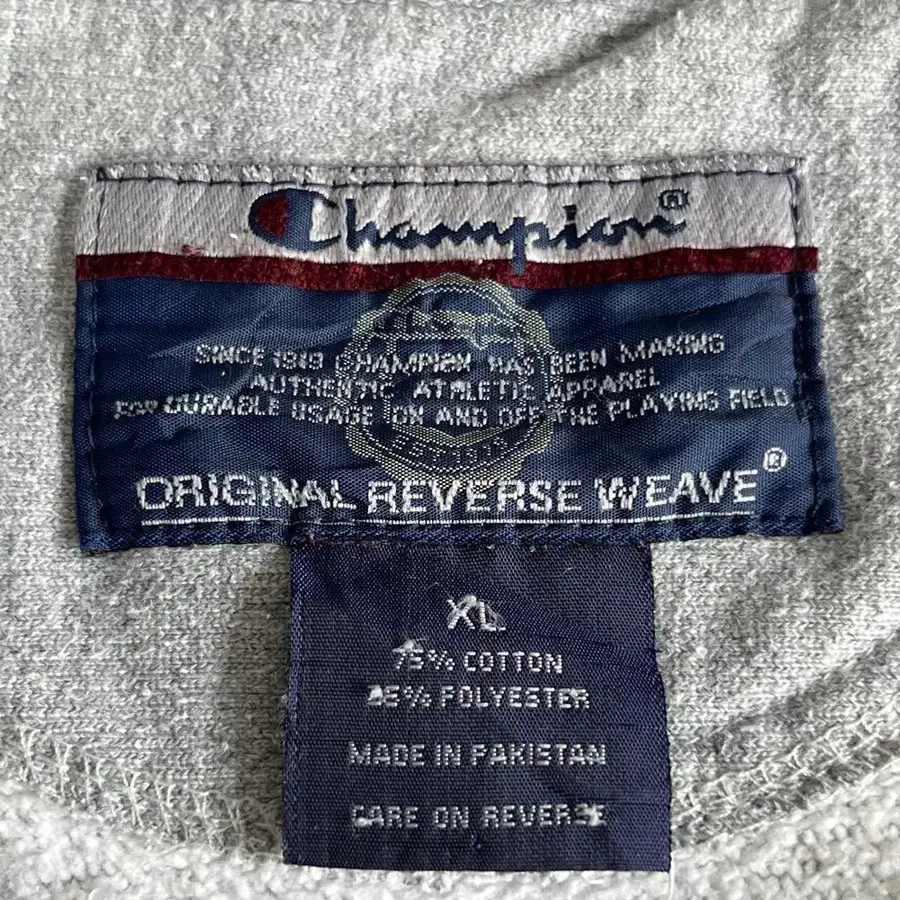 Champion®
SINCE 1919 CHAMPION HAS BEEN MAKING
AUTHENTIC ATHLETIC APPAREL
FOR DURABLE USAGE ON AND OFF THE PLAYING FIELD
ORIGINAL REVERSE WEAVE®
XL
75% COTTON
25% POLYESTER
MADE IN PAKISTAN
CARE ON REVERSE